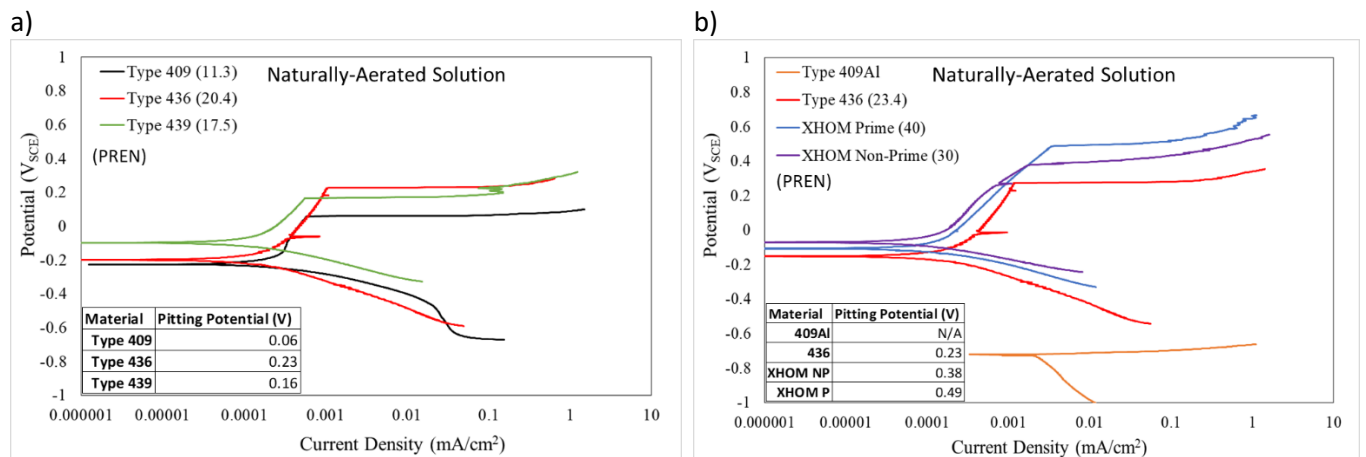 a)
Naturally-Aerated Solution
Type 409 (11.3)
Type 436 (20.4)
Type 439 (17.5)
(PREN)
Potential (VSCE)
1
0.8
0.6
0.4
0.2
0
-0.2
-0.4
-0.6
-0.8
-1
Material Pitting Potential (V)
Type 409 0.06
Type 436 0.23
Type 439 0.16
0.000001 0.00001 0.0001 0.001 0.01 0.1 1 10
Current Density (mA/cm2)
b)
Naturally-Aerated Solution
Type 409Al
Type 436 (23.4)
XHOM Prime (40)
XHOM Non-Prime (30)
(PREN)
Potential (VSCE)
1
0.8
0.6
0.4
0.2
0
-0.2
-0.4
-0.6
-0.8
-1
Material Pitting Potential (V)
409Al N/A
436 0.23
XHOM NP 0.38
XHOM P 0.49
0.000001 0.00001 0.0001 0.001 0.01 0.1 1 10
Current Density (mA/cm2)